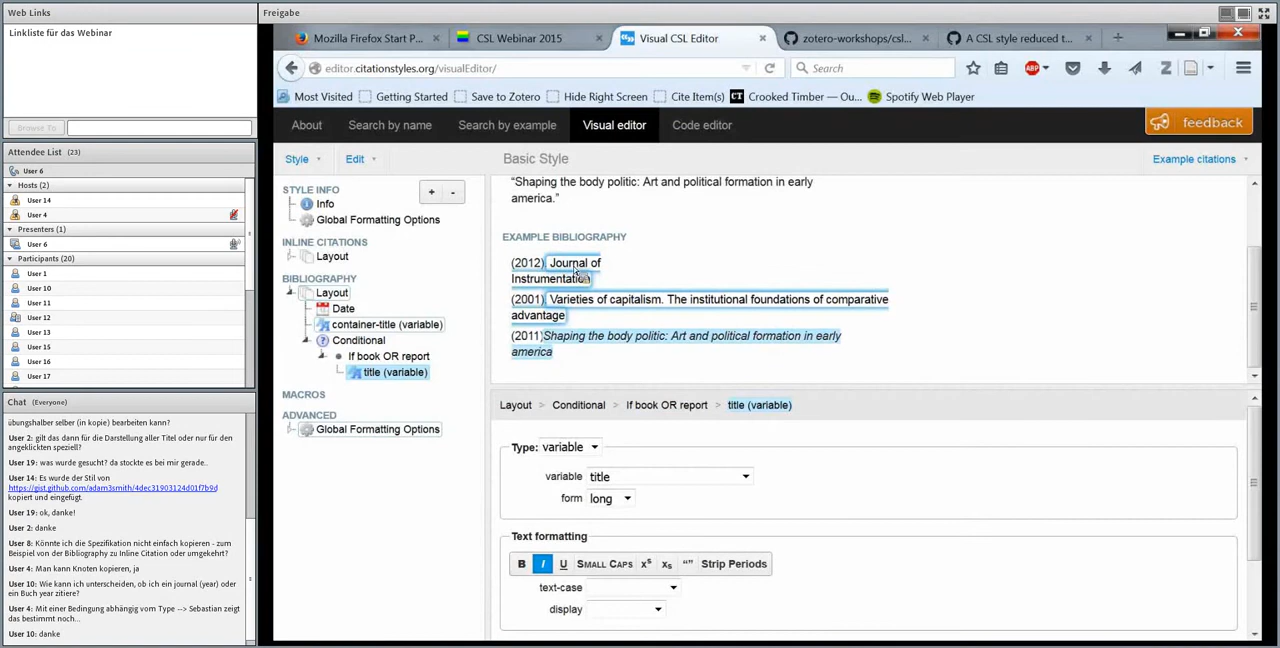 Web Links
Linkliste für das Webinar
Browse To
Attendee List (23)
User 6
Hosts (2)
User 14
User 4
Presenters (1)
User 6
Participants (20)
User 1
User 10
User 11
User 12
User 13
User 15
User 16
User 17
Chat (Everyone)
übungshalber selber (in kopie) bearbeiten kann?
User 2: gilt das dann für die Darstellung aller Titel oder nur für den
angeklickten speziell?
User 19: was wurde gesucht? da stockte es bei mir gerade..
User 14: Es wurde der Stil von
https://gist.github.com/adam3smith/4dec31903124d01f7b9d
kopiert und eingefügt.
User 19: ok, danke!
User 2: danke
User 8: Könnte ich die Spezifikation nicht einfach kopieren - zum
Beispiel von der Bibliography zu Inline Citation oder umgekehrt?
User 4: Man kann Knoten kopieren, ja
User 10: Wie kann ich unterscheiden, ob ich ein journal (year) oder
ein Buch year zitiere?
User 4: Mit einer Bedingung abhängig vom Type --> Sebastian zeigt
das bestimmt noch...
User 10: danke
Freigabe
Mozilla Firefox Start P...
CSL Webinar 2015
Visual CSL Editor
zotero-workshops/csl...
A CSL style reduced t...
editor.citationstyles.org/visualEditor/
Search
ABP
Z
Most Visited
Getting Started
Save to Zotero
Hide Right Screen
Cite Item(s)
CT Crooked Timber — Ou...
Spotify Web Player
About
Search by name
Search by example
Visual editor
Code editor
feedback
Style
Edit
Basic Style
Example citations
STYLE INFO
+
-
Info
Global Formatting Options
INLINE CITATIONS
Layout
BIBLIOGRAPHY
Layout
Date
container-title (variable)
Conditional
If book OR report
title (variable)
MACROS
ADVANCED
Global Formatting Options
“Shaping the body politic: Art and political formation in early
america.”
EXAMPLE BIBLIOGRAPHY
(2012) Journal of
Instrumentation
(2001) Varieties of capitalism. The institutional foundations of comparative
advantage
(2011)Shaping the body politic: Art and political formation in early
america
Layout > Conditional > If book OR report > title (variable)
Type: variable
variable title
form long
Text formatting
B I U SMALL CAPS x⁵ xₛ “” Strip Periods
text-case
display